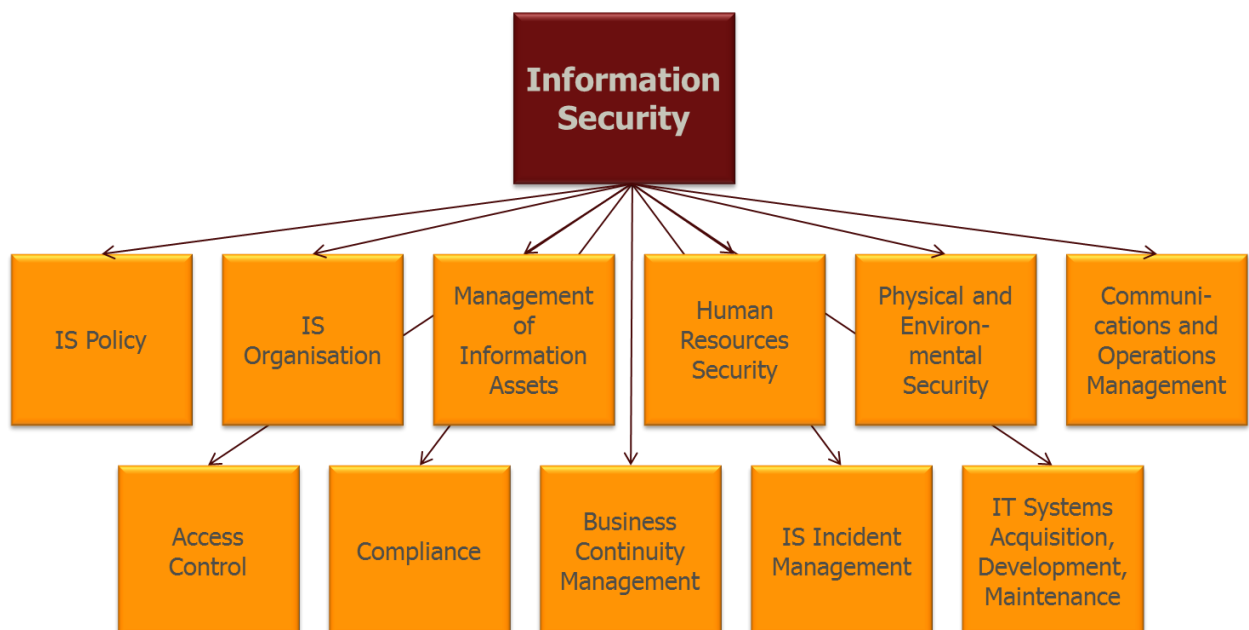 Information
Security
IS Policy
IS
Organisation
Management
of
Information
Assets
Human
Resources
Security
Physical and
Environ-
mental
Security
Communi-
cations and
Operations
Management
Access
Control
Compliance
Business
Continuity
Management
IS Incident
Management
IT Systems
Acquisition,
Development,
Maintenance